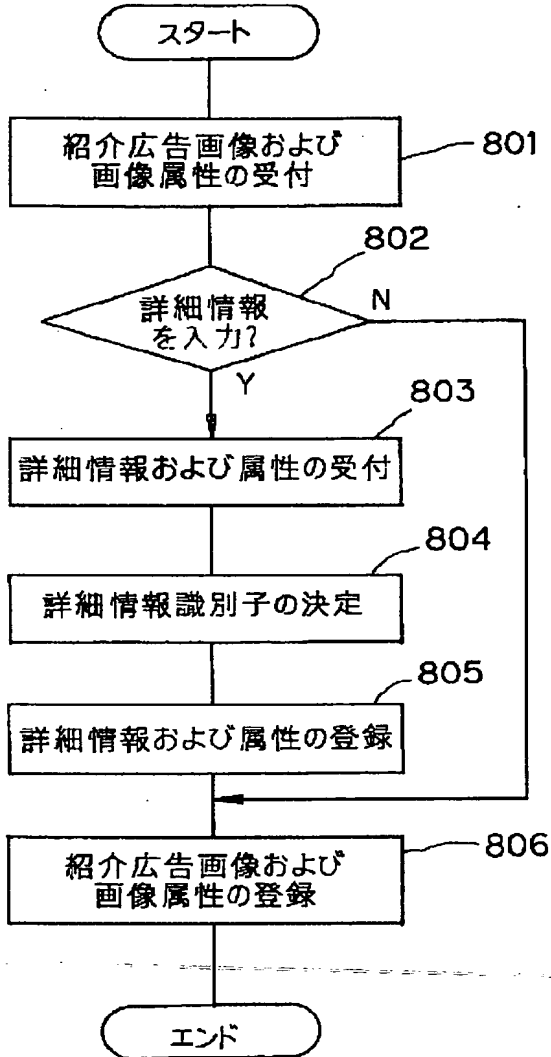 スタート
紹介広告画像および
画像属性の受付
801
802
詳細情報
を入力?
N
Y
803
詳細情報および属性の受付
804
詳細情報識別子の決定
805
詳細情報および属性の登録
806
紹介広告画像および
画像属性の登録
エンド